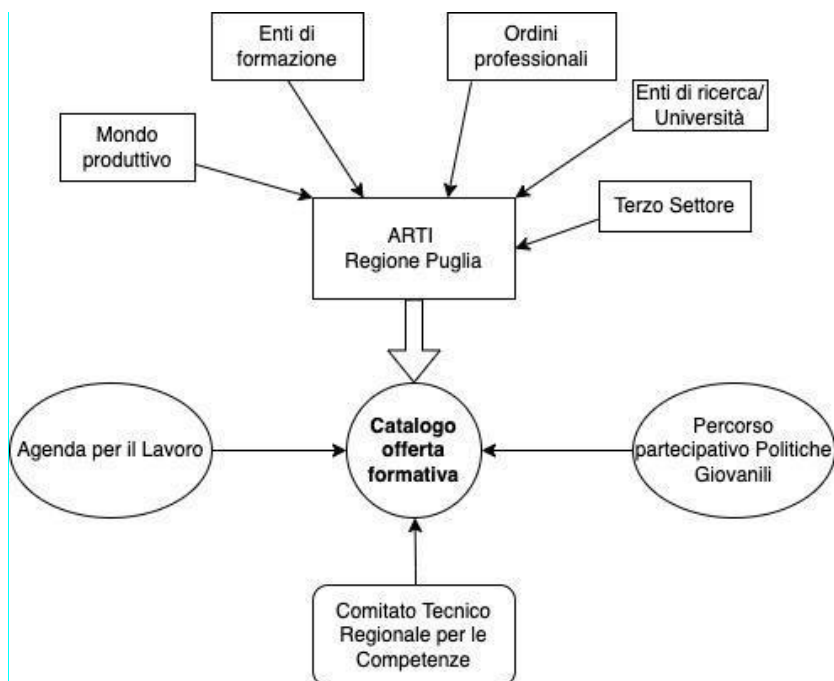 Enti di
formazione
Ordini
professionali
Enti di ricerca/
Università
Mondo
produttivo
Terzo Settore
ARTI
Regione Puglia
Agenda per il Lavoro
Catalogo
offerta
formativa
Percorso
partecipativo Politiche
Giovanili
Comitato Tecnico
Regionale per le
Competenze